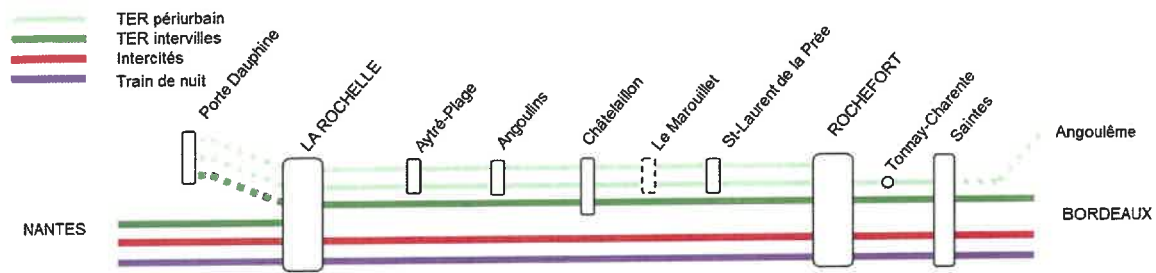 TER périurbain
TER intervilles
Intercités
Train de nuit
Porte Dauphine
LA ROCHELLE
Aytré-Plage
Angoulins
Châtelaillon
Le Marouillet
St-Laurent de la Prée
ROCHEFORT
Tonnay-Charente
Saintes
Angoulême
NANTES
BORDEAUX